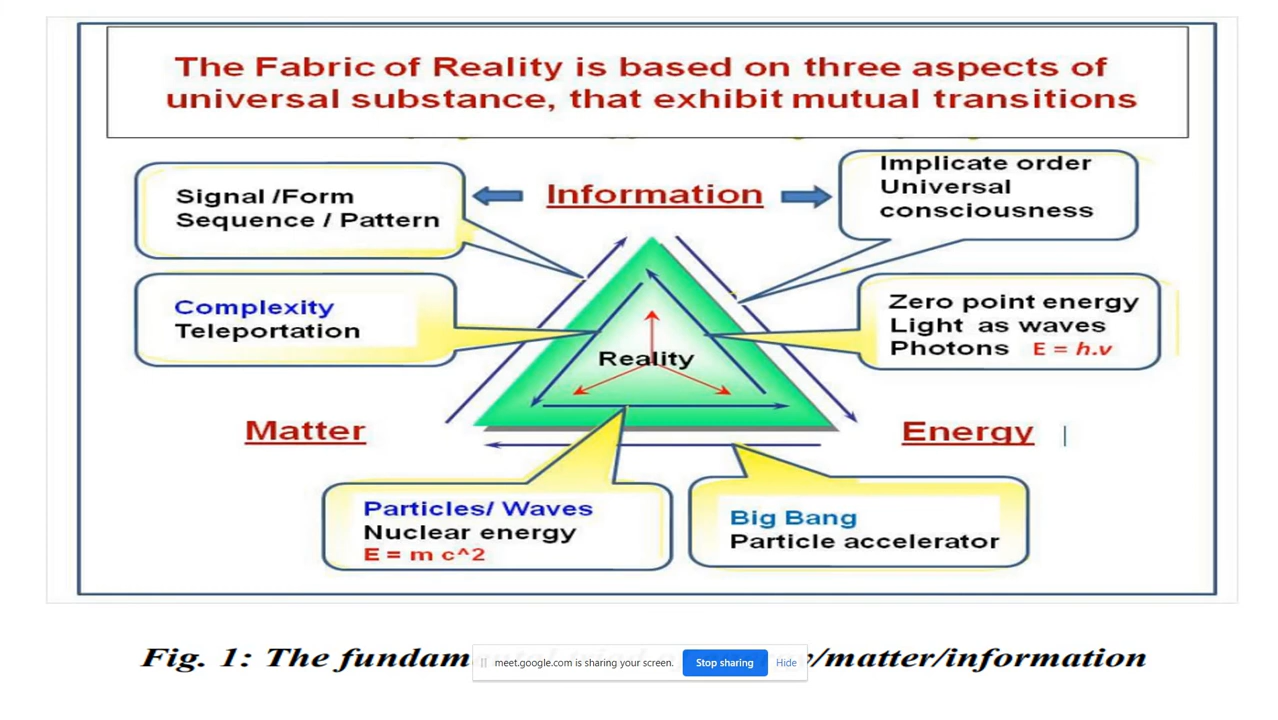 The Fabric of Reality is based on three aspects of
universal substance, that exhibit mutual transitions
Signal /Form
Sequence / Pattern
Information
Implicate order
Universal
consciousness
Complexity
Teleportation
Zero point energy
Light as waves
Photons E = h.v
Reality
Matter
Energy
Particles/ Waves
Nuclear energy
E = m c^2
Big Bang
Particle accelerator
Fig. 1: The /matter/information
meet.google.com is sharing your screen.
Stop sharing
Hide